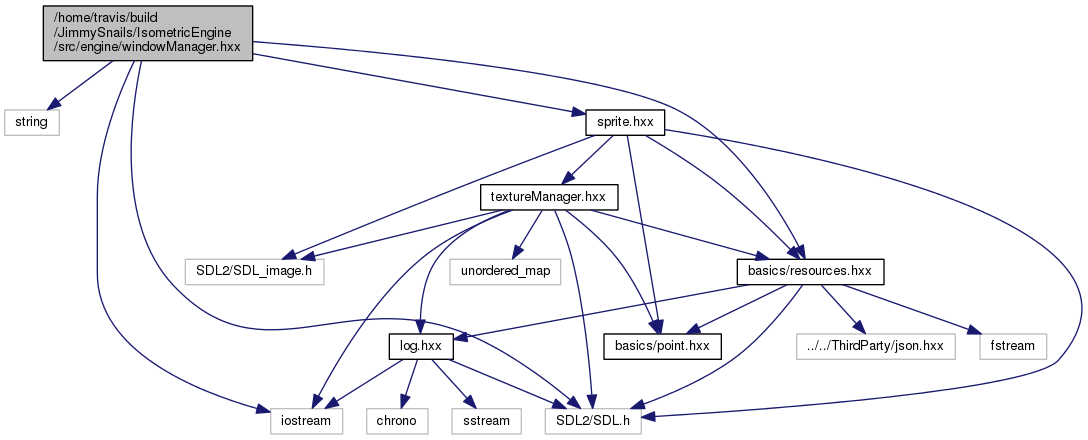 /home/travis/build
/JimmySnails/IsometricEngine
/src/engine/windowManager.hxx
string
sprite.hxx
textureManager.hxx
SDL2/SDL_image.h
unordered_map
basics/resources.hxx
log.hxx
basics/point.hxx
../../ThirdParty/json.hxx
fstream
iostream
chrono
sstream
SDL2/SDL.h